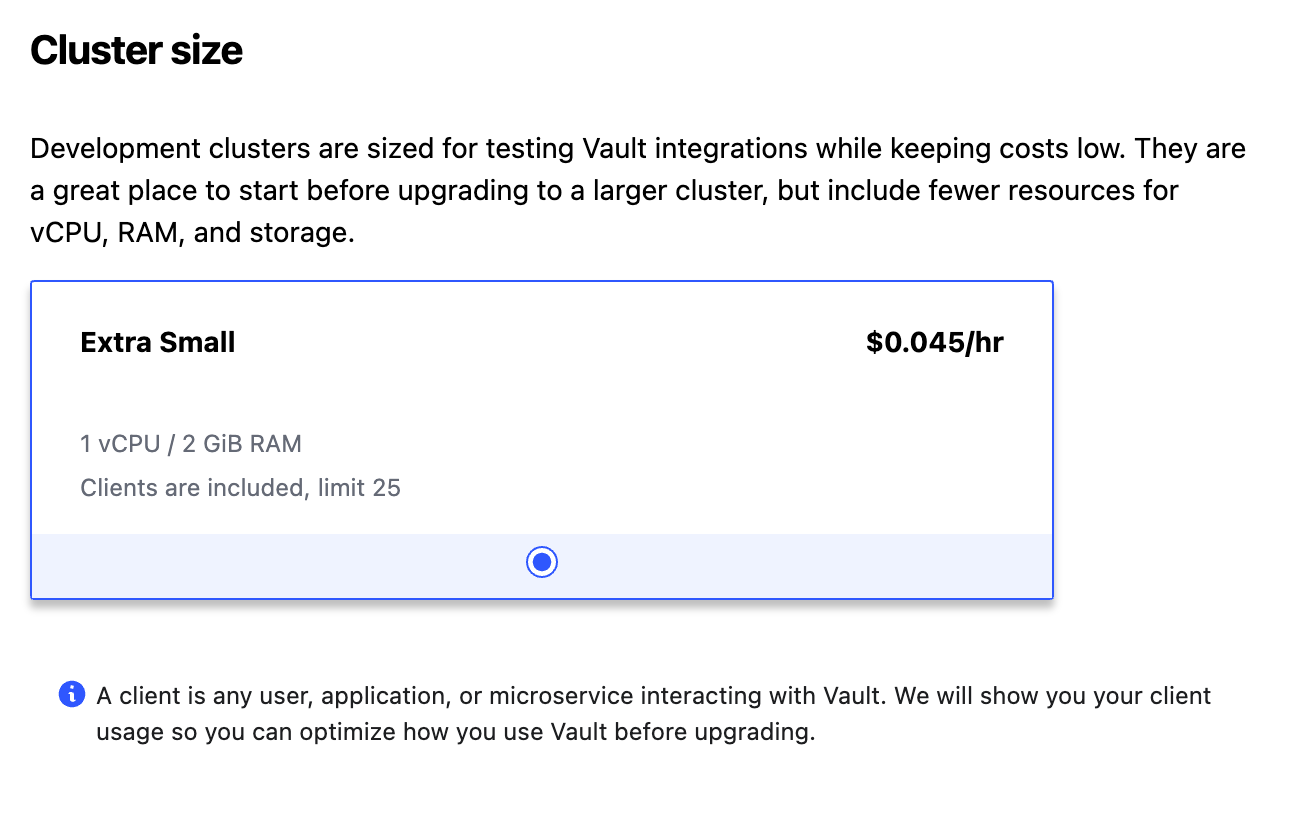 Cluster size
Development clusters are sized for testing Vault integrations while keeping costs low. They are
a great place to start before upgrading to a larger cluster, but include fewer resources for
vCPU, RAM, and storage.
Extra Small
$0.045/hr
1 vCPU / 2 GiB RAM
Clients are included, limit 25
A client is any user, application, or microservice interacting with Vault. We will show you your client
usage so you can optimize how you use Vault before upgrading.